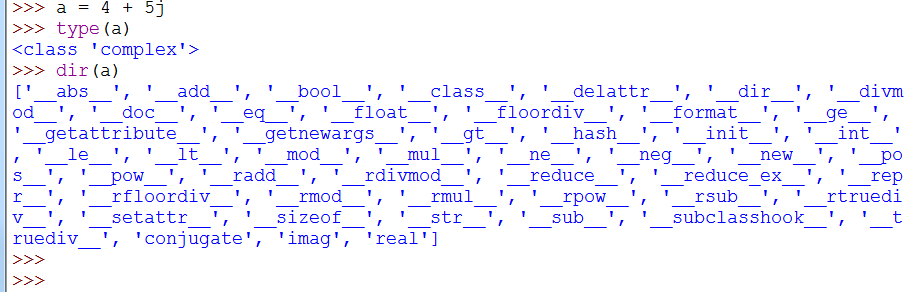 >>> a = 4 + 5j
>>> type(a)
<class 'complex'>
>>> dir(a)
['__abs__', '__add__', '__bool__', '__class__', '__delattr__', '__dir__', '__divm
od__', '__doc__', '__eq__', '__float__', '__floordiv__', '__format__', '__ge__',
'__getattribute__', '__getnewargs__', '__gt__', '__hash__', '__init__', '__int__'
, '__le__', '__lt__', '__mod__', '__mul__', '__ne__', '__neg__', '__new__', '__po
s__', '__pow__', '__radd__', '__rdivmod__', '__reduce__', '__reduce_ex__', '__rep
r__', '__rfloordiv__', '__rmod__', '__rmul__', '__rpow__', '__rsub__', '__rtruedi
v__', '__setattr__', '__sizeof__', '__str__', '__sub__', '__subclasshook__', '__t
ruediv__', 'conjugate', 'imag', 'real']
>>>
>>>